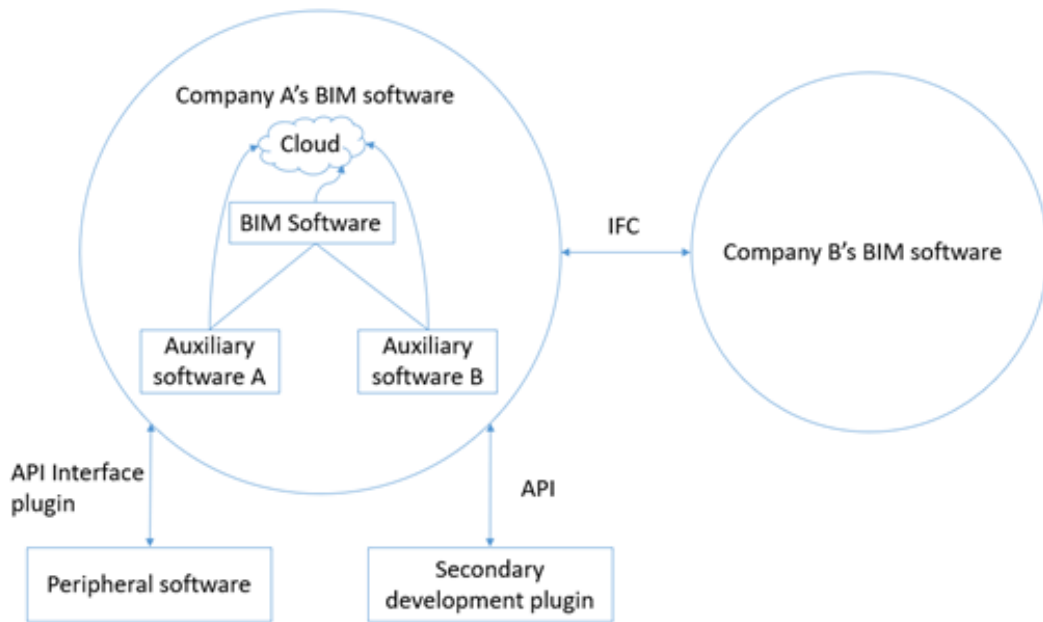 Company A's BIM software
Cloud
BIM Software
IFC
Company B's BIM software
Auxiliary
software A
Auxiliary
software B
API Interface
plugin
API
Peripheral software
Secondary
development plugin